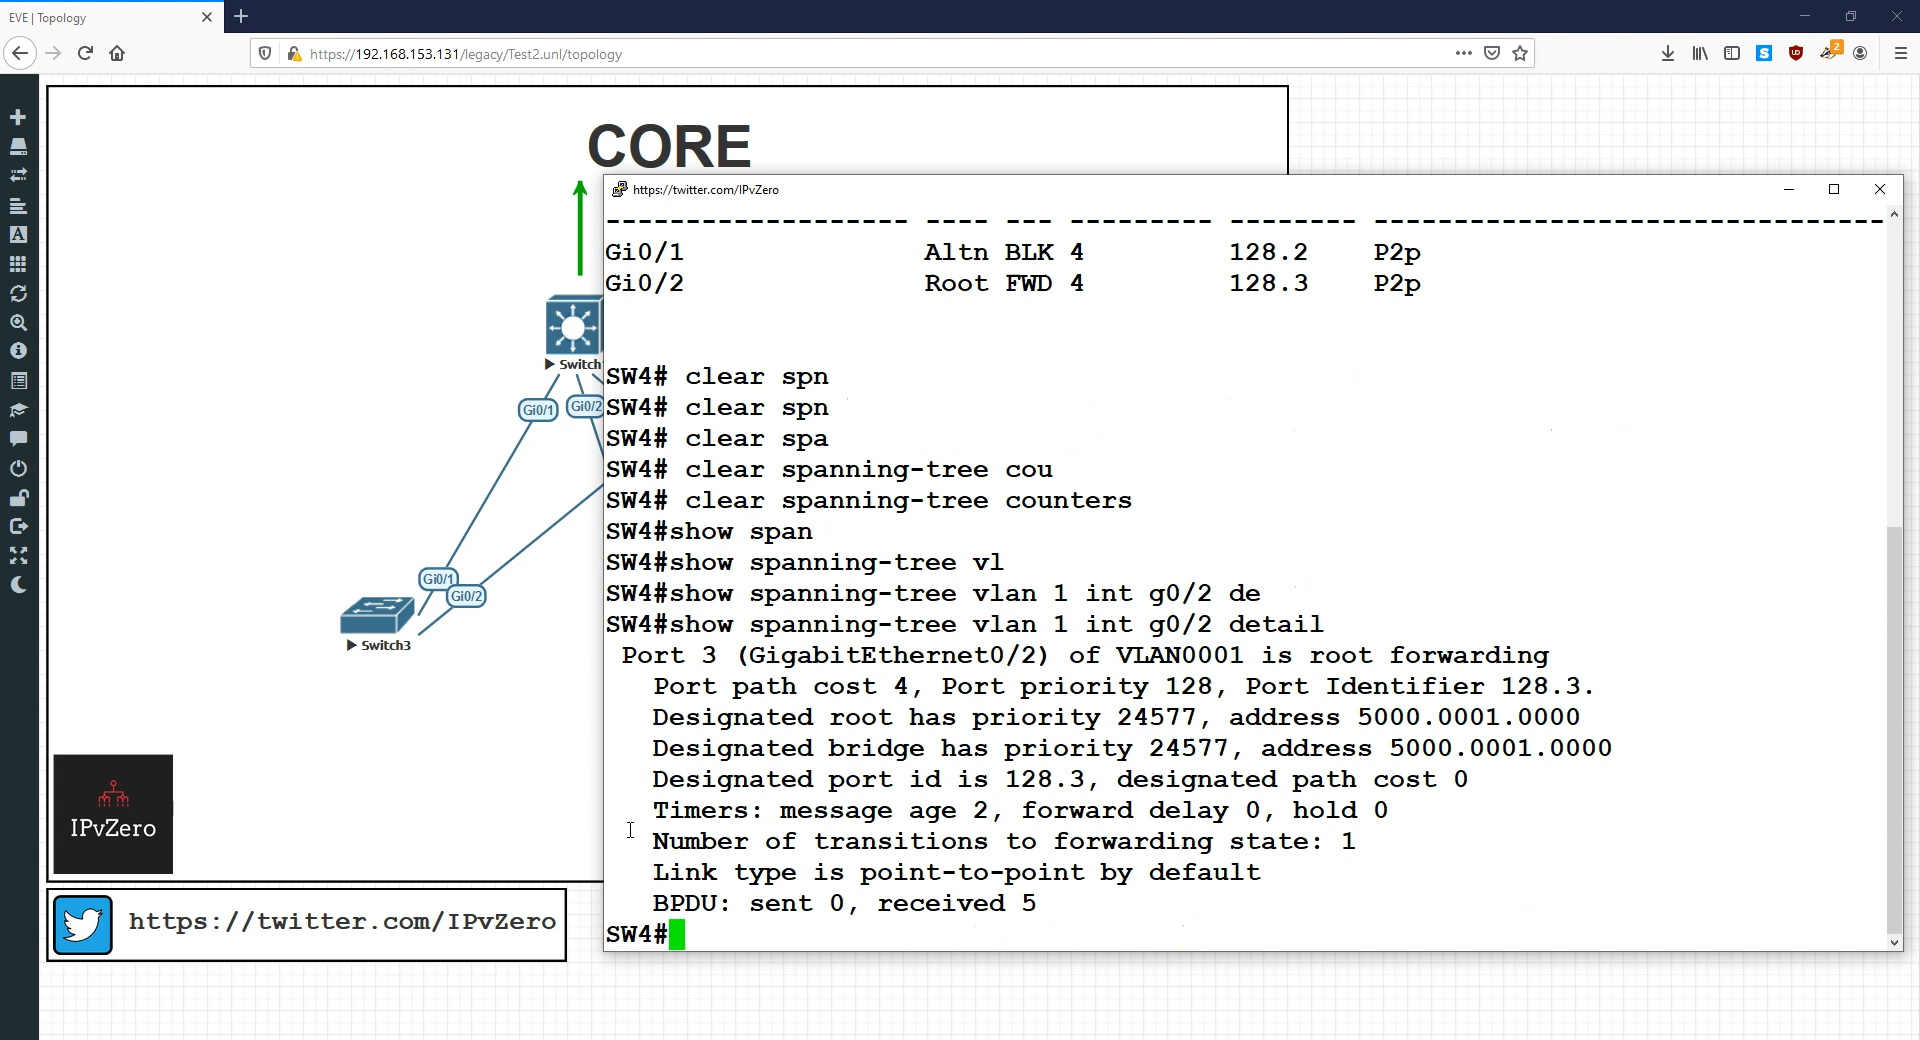 EVE | Topology
https://192.168.153.131/legacy/Test2.unl/topology
2
CORE
https://twitter.com/IPvZero
------------------- ---- --- --------- -------- --------------------------------
Gi0/1 Altn BLK 4 128.2 P2p
Gi0/2 Root FWD 4 128.3 P2p
SW4# clear spn
SW4# clear spn
SW4# clear spa
SW4# clear spanning-tree cou
SW4# clear spanning-tree counters
SW4#show span
SW4#show spanning-tree vl
SW4#show spanning-tree vlan 1 int g0/2 de
SW4#show spanning-tree vlan 1 int g0/2 detail
Port 3 (GigabitEthernet0/2) of VLAN0001 is root forwarding
Port path cost 4, Port priority 128, Port Identifier 128.3.
Designated root has priority 24577, address 5000.0001.0000
Designated bridge has priority 24577, address 5000.0001.0000
Designated port id is 128.3, designated path cost 0
Timers: message age 2, forward delay 0, hold 0
Number of transitions to forwarding state: 1
Link type is point-to-point by default
BPDU: sent 0, received 5
SW4#
Switch
Gi0/1
Gi0/2
Gi0/1
Gi0/2
Switch3
IPvZero
https://twitter.com/IPvZero